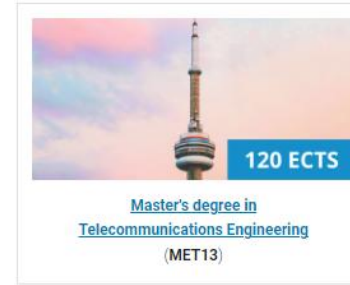 120 ECTS
Master's degree in
Telecommunications Engineering
(MET13)